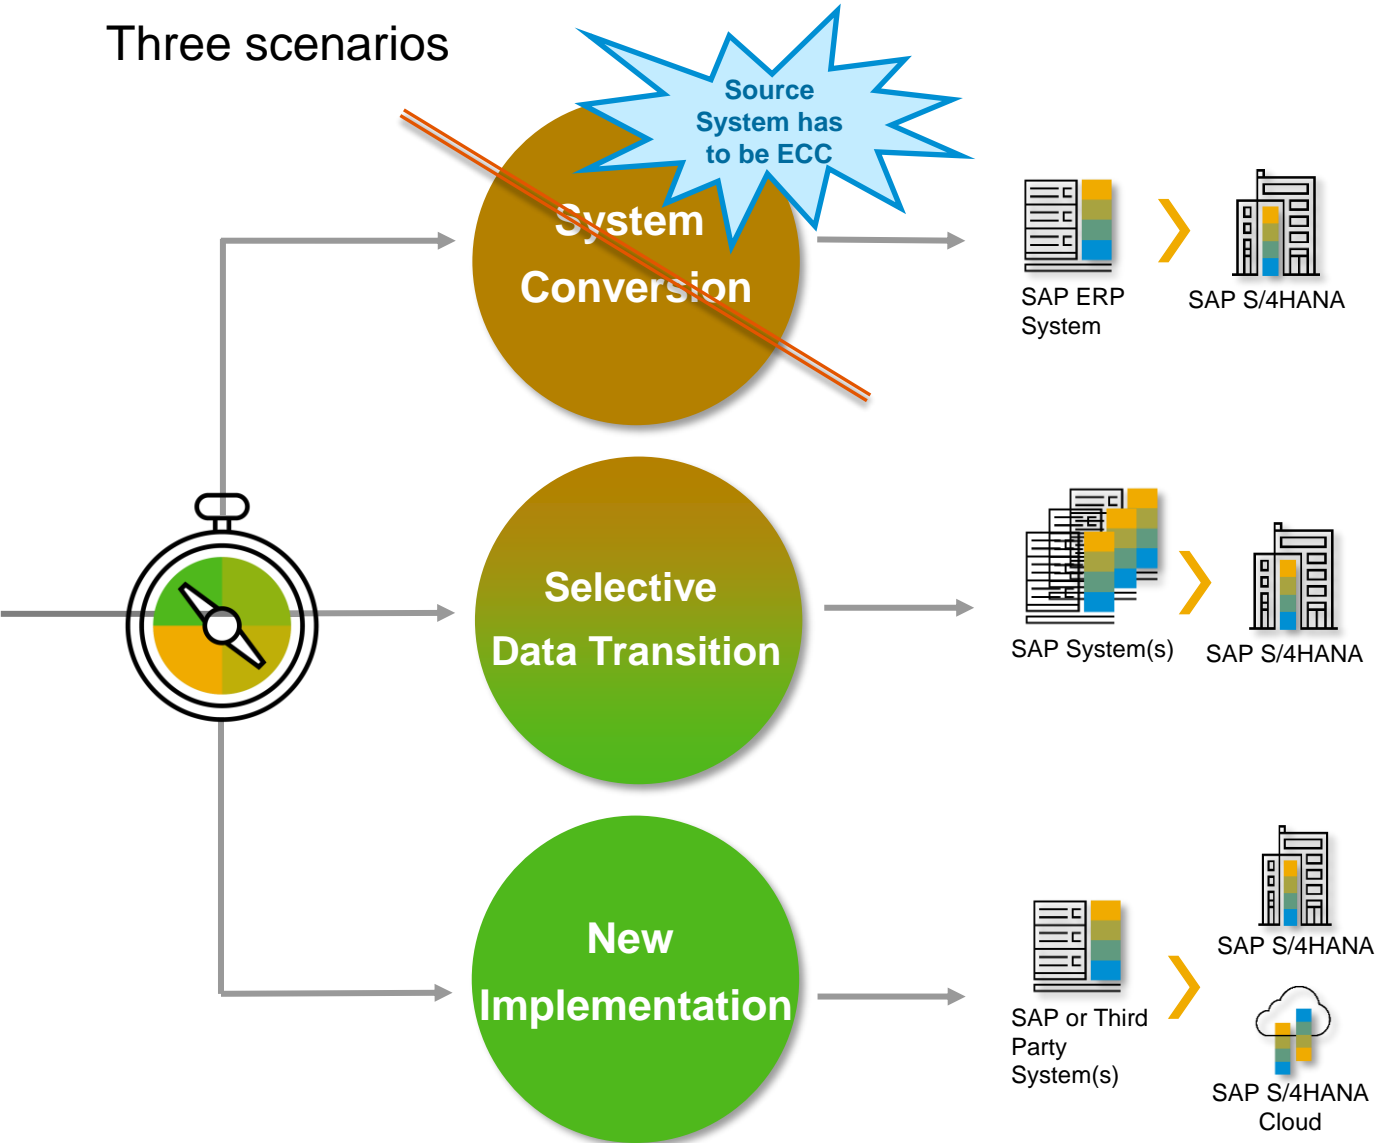 Three scenarios
Source
System has
to be ECC
System
Conversion
SAP ERP
System
SAP S/4HANA
Selective
Data Transition
SAP System(s)
SAP S/4HANA
New
Implementation
SAP or Third
Party
System(s)
SAP S/4HANA
SAP S/4HANA
Cloud